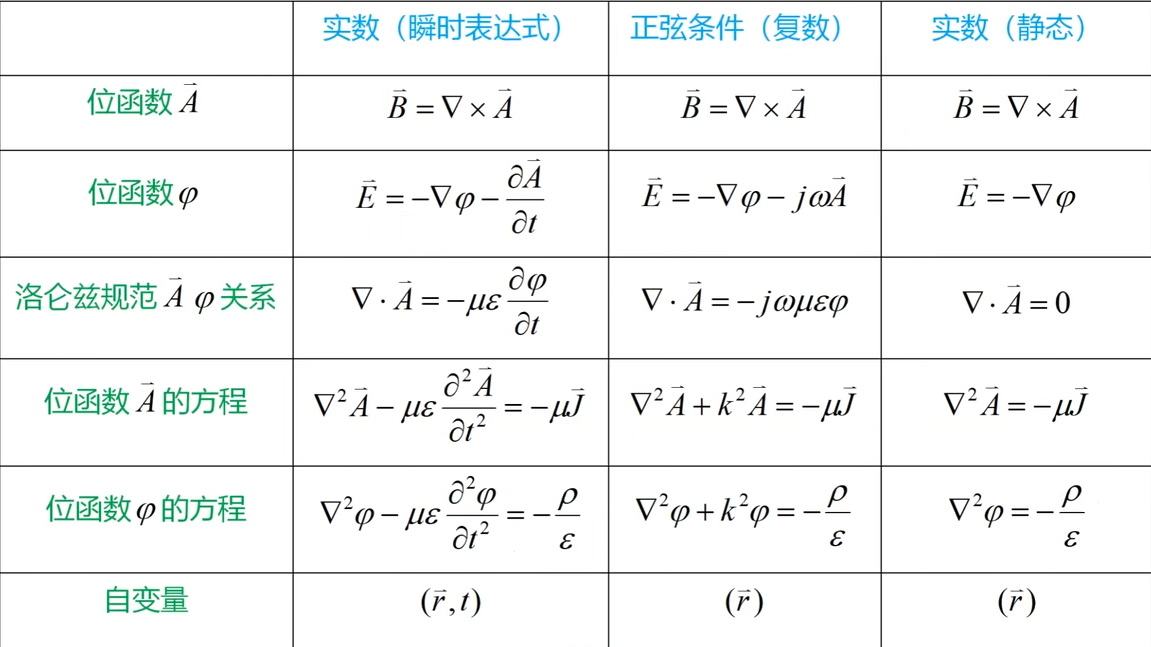 实数（瞬时表达式） 正弦条件（复数） 实数（静态）
位函数 $\vec{A}$ $\vec{B}=\nabla\times\vec{A}$ $\vec{B}=\nabla\times\vec{A}$ $\vec{B}=\nabla\times\vec{A}$
位函数 $\varphi$ $\vec{E}=-\nabla\varphi-\frac{\partial\vec{A}}{\partial t}$ $\vec{E}=-\nabla\varphi-j\omega\vec{A}$ $\vec{E}=-\nabla\varphi$
洛仑兹规范 $\vec{A}$ $\varphi$ 关系 $\nabla\cdot\vec{A}=-\mu\varepsilon\frac{\partial\varphi}{\partial t}$ $\nabla\cdot\vec{A}=-j\omega\mu\varepsilon\varphi$ $\nabla\cdot\vec{A}=0$
位函数 $\vec{A}$ 的方程 $\nabla^2\vec{A}-\mu\varepsilon\frac{\partial^2\vec{A}}{\partial t^2}=-\mu\vec{J}$ $\nabla^2\vec{A}+k^2\vec{A}=-\mu\vec{J}$ $\nabla^2\vec{A}=-\mu\vec{J}$
位函数 $\varphi$ 的方程 $\nabla^2\varphi-\mu\varepsilon\frac{\partial^2\varphi}{\partial t^2}=-\frac{\rho}{\varepsilon}$ $\nabla^2\varphi+k^2\varphi=-\frac{\rho}{\varepsilon}$ $\nabla^2\varphi=-\frac{\rho}{\varepsilon}$
自变量 $(\vec{r},t)$ $(\vec{r})$ $(\vec{r})$